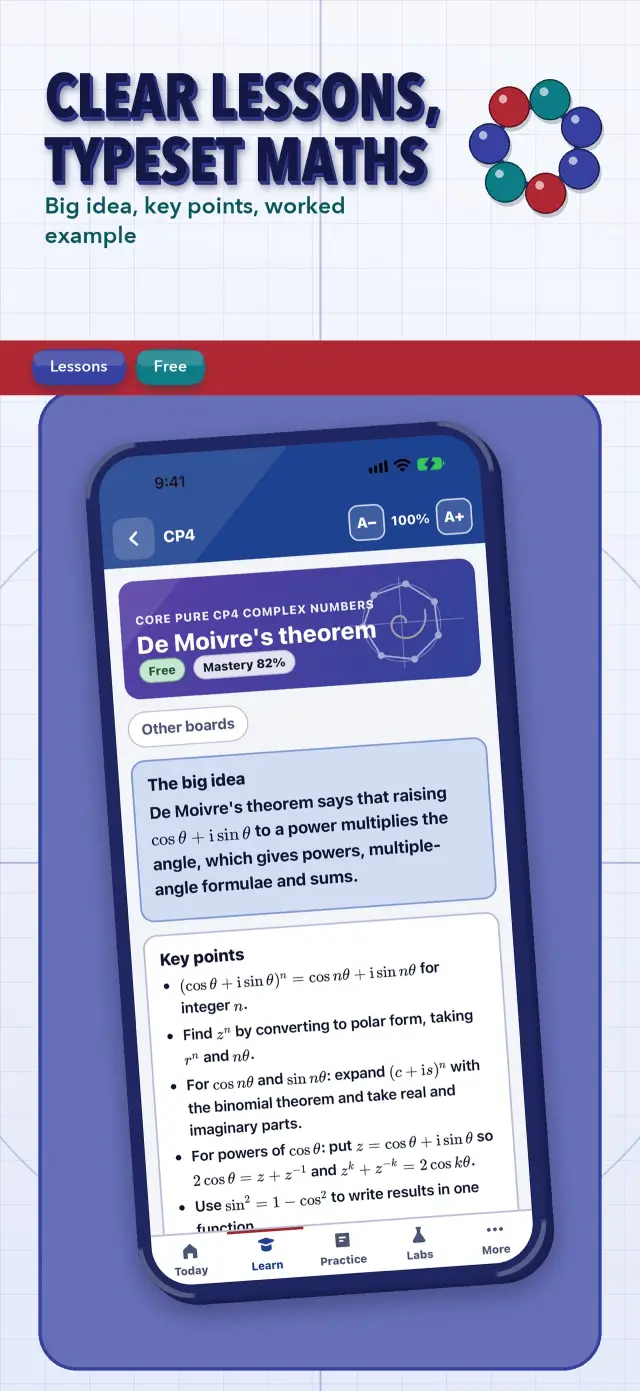 CLEAR LESSONS,
TYPESET MATHS
Big idea, key points, worked
example
Lessons Free
9:41
CP4 A− 100% A+
CORE PURE CP4 COMPLEX NUMBERS
De Moivre's theorem
Free Mastery 82%
Other boards
The big idea
De Moivre's theorem says that raising
cos θ + i sin θ to a power multiplies the
angle, which gives powers, multiple-
angle formulae and sums.
Key points
• (cos θ + i sin θ)ⁿ = cos nθ + i sin nθ for
integer n.
• Find zⁿ by converting to polar form, taking
rⁿ and nθ.
• For cos nθ and sin nθ: expand (c + is)ⁿ with
the binomial theorem and take real and
imaginary parts.
• For powers of cos θ: put z = cos θ + i sin θ so
2 cos θ = z + z⁻¹ and zᵏ + z⁻ᵏ = 2 cos kθ.
• Use sin² = 1 − cos² to write results in one
function
Today Learn Practice Labs More